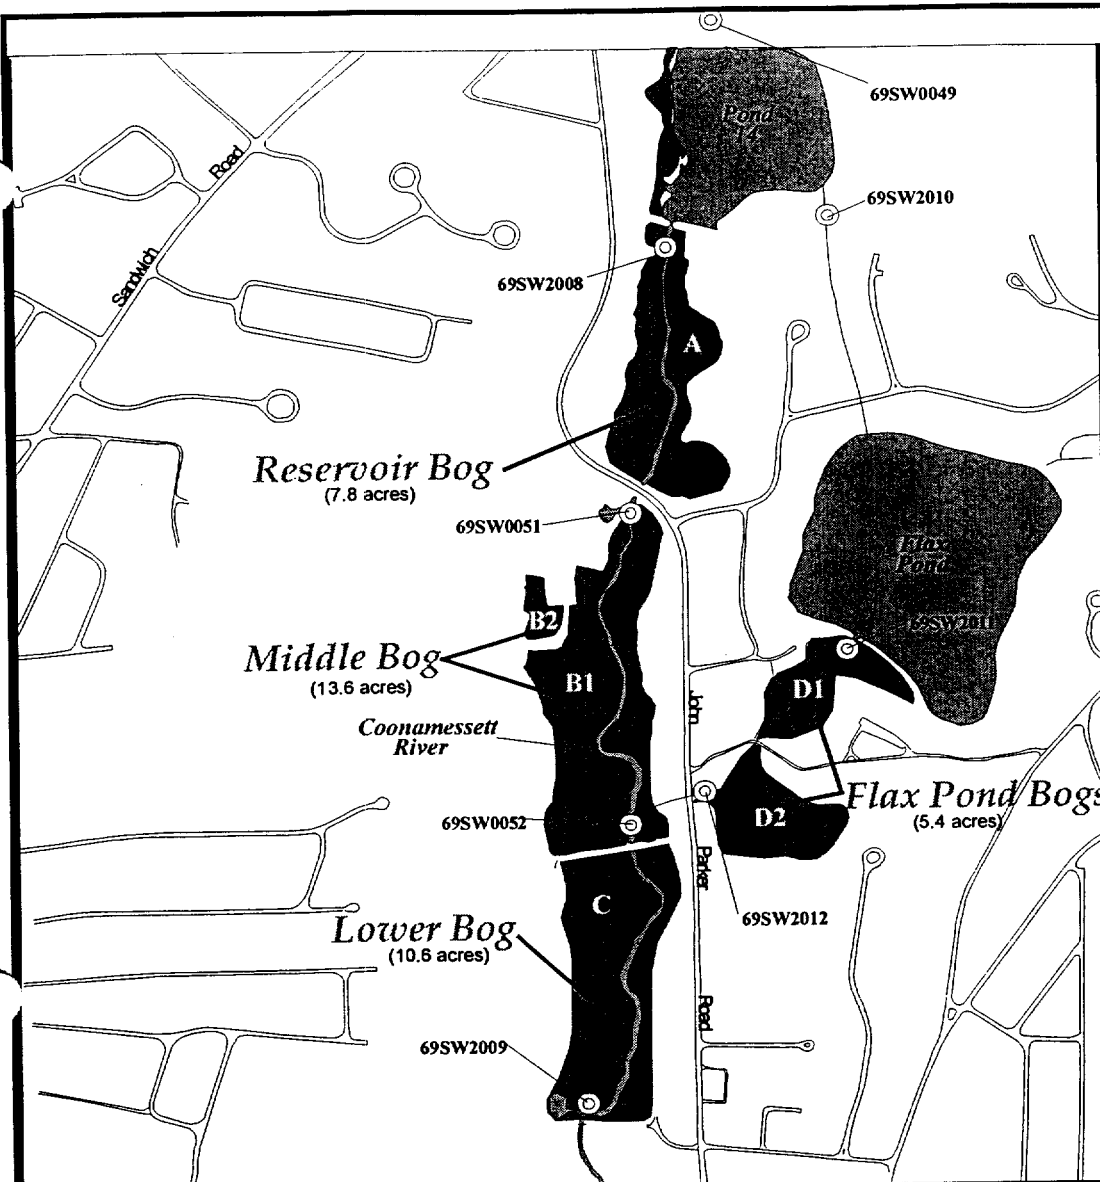 69SW0049
Pond
14
69SW2010
Road
Sandwich
69SW2008
A
Reservoir Bog
(7.8 acres)
69SW0051
Flax
Pond
B2
69SW2011
Middle Bog
(13.6 acres)
B1
D1
John
Coonamessett
River
Flax Pond Bogs
(5.4 acres)
69SW0052
D2
Parker
C
69SW2012
Lower Bog
(10.6 acres)
Road
69SW2009